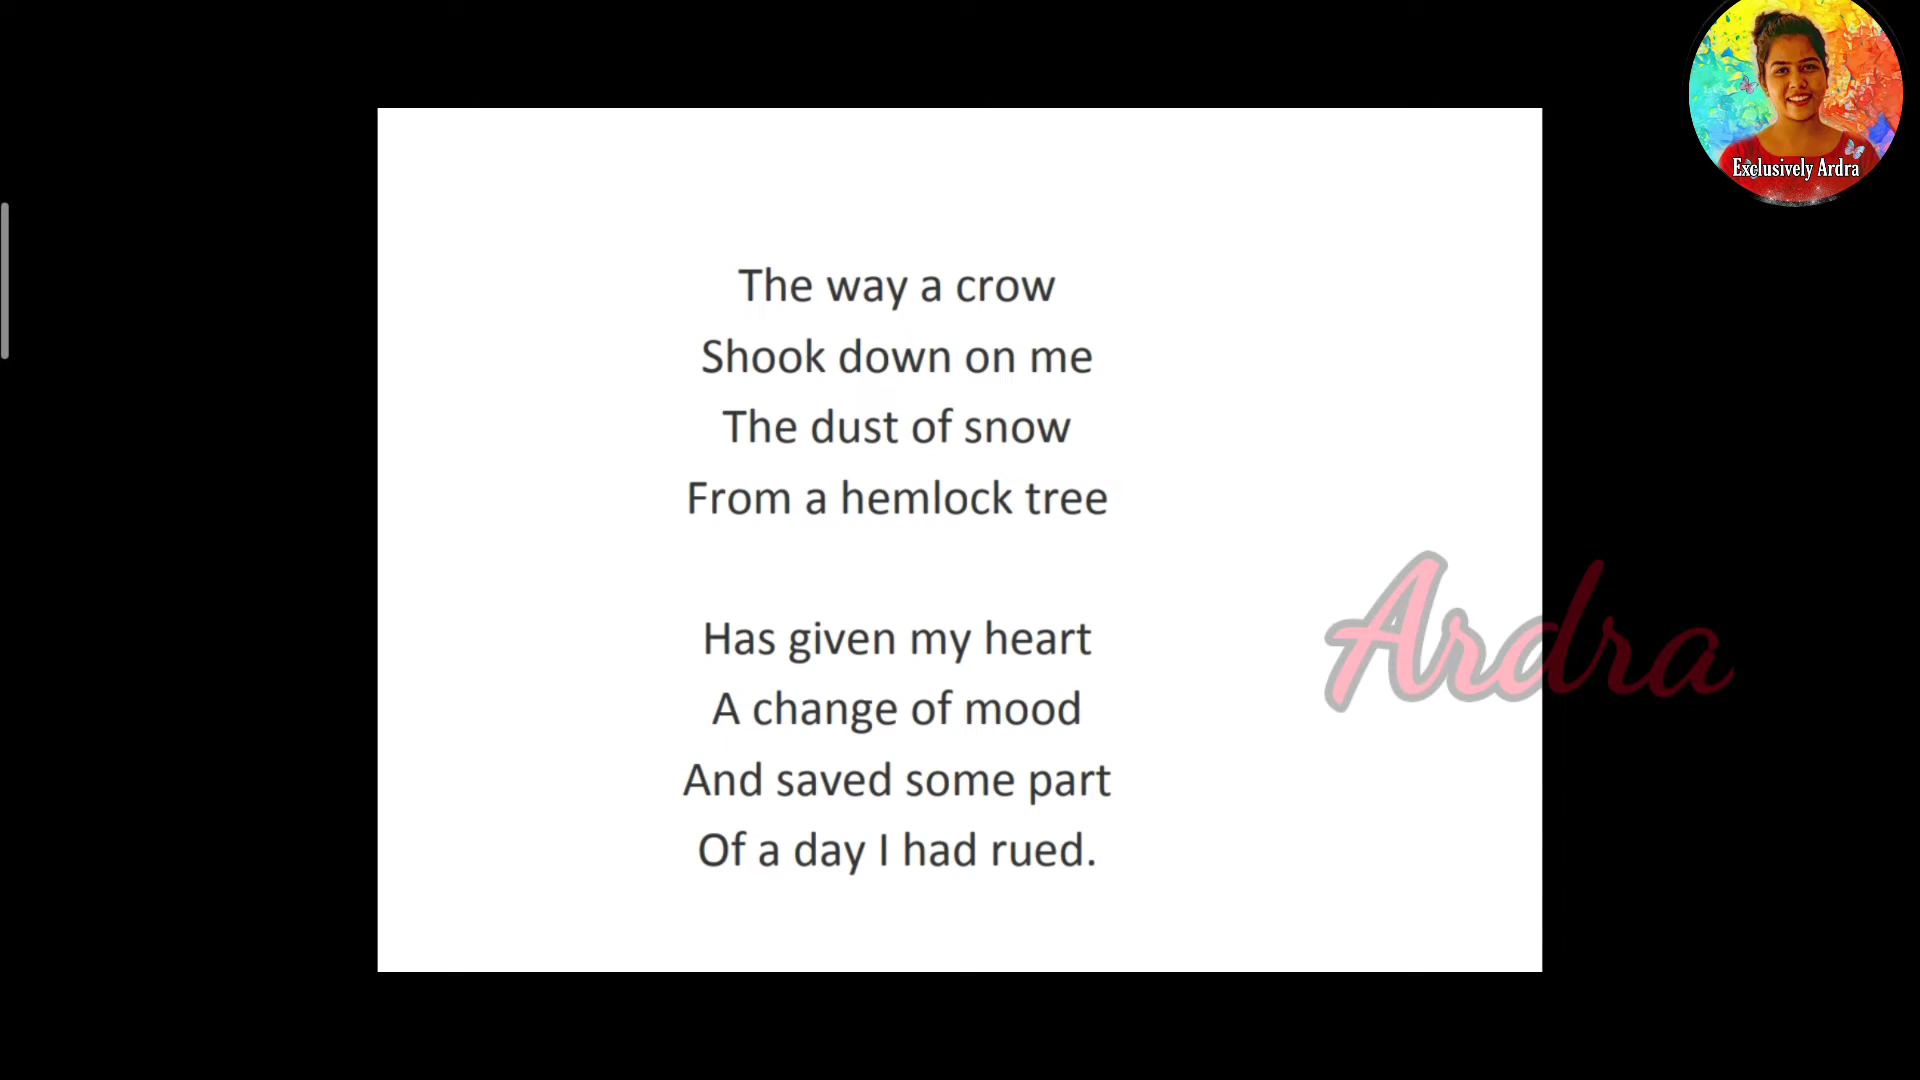 Exclusively Ardra
The way a crow
Shook down on me
The dust of snow
From a hemlock tree
Has given my heart
A change of mood
And saved some part
Of a day I had rued.
Ardra